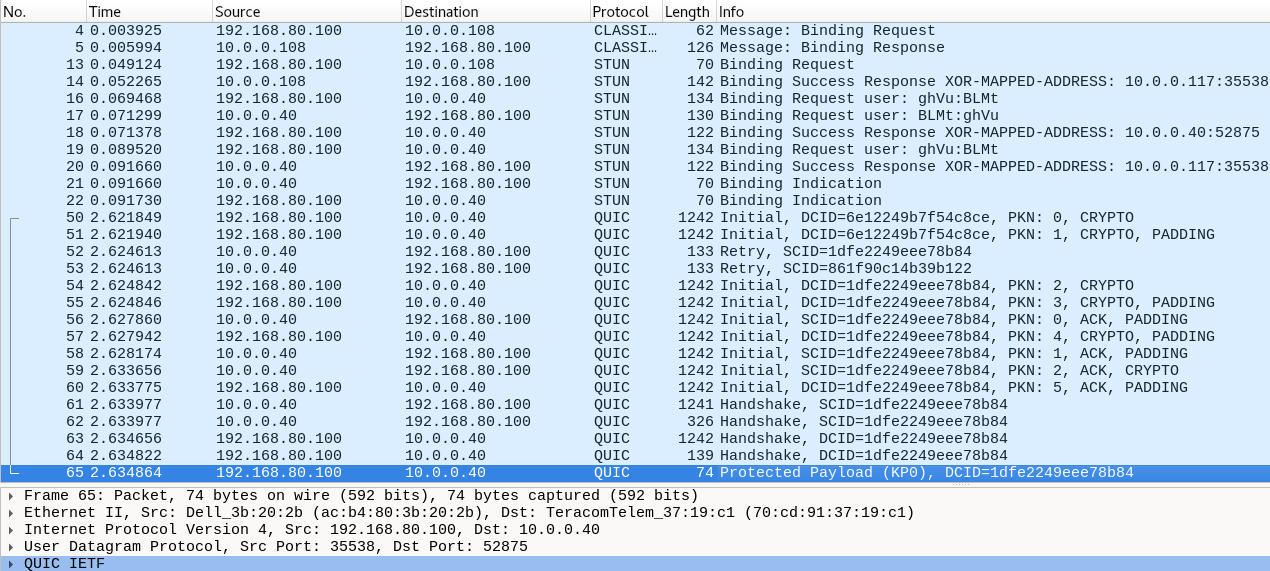 No. Time Source Destination Protocol Length Info
4 0.003925 192.168.80.100 10.0.0.108 CLASSI… 62 Message: Binding Request
5 0.005994 10.0.0.108 192.168.80.100 CLASSI… 126 Message: Binding Response
13 0.049124 192.168.80.100 10.0.0.108 STUN 70 Binding Request
14 0.052265 10.0.0.108 192.168.80.100 STUN 142 Binding Success Response XOR-MAPPED-ADDRESS: 10.0.0.117:35538
16 0.069468 192.168.80.100 10.0.0.40 STUN 134 Binding Request user: ghVu:BLMt
17 0.071299 10.0.0.40 192.168.80.100 STUN 130 Binding Request user: BLMt:ghVu
18 0.071378 192.168.80.100 10.0.0.40 STUN 122 Binding Success Response XOR-MAPPED-ADDRESS: 10.0.0.40:52875
19 0.089520 192.168.80.100 10.0.0.40 STUN 134 Binding Request user: ghVu:BLMt
20 0.091660 10.0.0.40 192.168.80.100 STUN 122 Binding Success Response XOR-MAPPED-ADDRESS: 10.0.0.117:35538
21 0.091660 10.0.0.40 192.168.80.100 STUN 70 Binding Indication
22 0.091730 192.168.80.100 10.0.0.40 STUN 70 Binding Indication
50 2.621849 192.168.80.100 10.0.0.40 QUIC 1242 Initial, DCID=6e12249b7f54c8ce, PKN: 0, CRYPTO
51 2.621940 192.168.80.100 10.0.0.40 QUIC 1242 Initial, DCID=6e12249b7f54c8ce, PKN: 1, CRYPTO, PADDING
52 2.624613 10.0.0.40 192.168.80.100 QUIC 133 Retry, SCID=1dfe2249eee78b84
53 2.624613 10.0.0.40 192.168.80.100 QUIC 133 Retry, SCID=861f90c14b39b122
54 2.624842 192.168.80.100 10.0.0.40 QUIC 1242 Initial, DCID=1dfe2249eee78b84, PKN: 2, CRYPTO
55 2.624846 192.168.80.100 10.0.0.40 QUIC 1242 Initial, DCID=1dfe2249eee78b84, PKN: 3, CRYPTO, PADDING
56 2.627860 10.0.0.40 192.168.80.100 QUIC 1242 Initial, SCID=1dfe2249eee78b84, PKN: 0, ACK, PADDING
57 2.627942 192.168.80.100 10.0.0.40 QUIC 1242 Initial, DCID=1dfe2249eee78b84, PKN: 4, CRYPTO, PADDING
58 2.628174 10.0.0.40 192.168.80.100 QUIC 1242 Initial, SCID=1dfe2249eee78b84, PKN: 1, ACK, PADDING
59 2.633656 10.0.0.40 192.168.80.100 QUIC 1242 Initial, SCID=1dfe2249eee78b84, PKN: 2, ACK, CRYPTO
60 2.633775 192.168.80.100 10.0.0.40 QUIC 1242 Initial, DCID=1dfe2249eee78b84, PKN: 5, ACK, PADDING
61 2.633977 10.0.0.40 192.168.80.100 QUIC 1241 Handshake, SCID=1dfe2249eee78b84
62 2.633977 10.0.0.40 192.168.80.100 QUIC 326 Handshake, SCID=1dfe2249eee78b84
63 2.634656 192.168.80.100 10.0.0.40 QUIC 1242 Handshake, DCID=1dfe2249eee78b84
64 2.634822 192.168.80.100 10.0.0.40 QUIC 139 Handshake, DCID=1dfe2249eee78b84
65 2.634864 192.168.80.100 10.0.0.40 QUIC 74 Protected Payload (KP0), DCID=1dfe2249eee78b84
Frame 65: Packet, 74 bytes on wire (592 bits), 74 bytes captured (592 bits)
Ethernet II, Src: Dell_3b:20:2b (ac:b4:80:3b:20:2b), Dst: TeracomTelem_37:19:c1 (70:cd:91:37:19:c1)
Internet Protocol Version 4, Src: 192.168.80.100, Dst: 10.0.0.40
User Datagram Protocol, Src Port: 35538, Dst Port: 52875
QUIC IETF